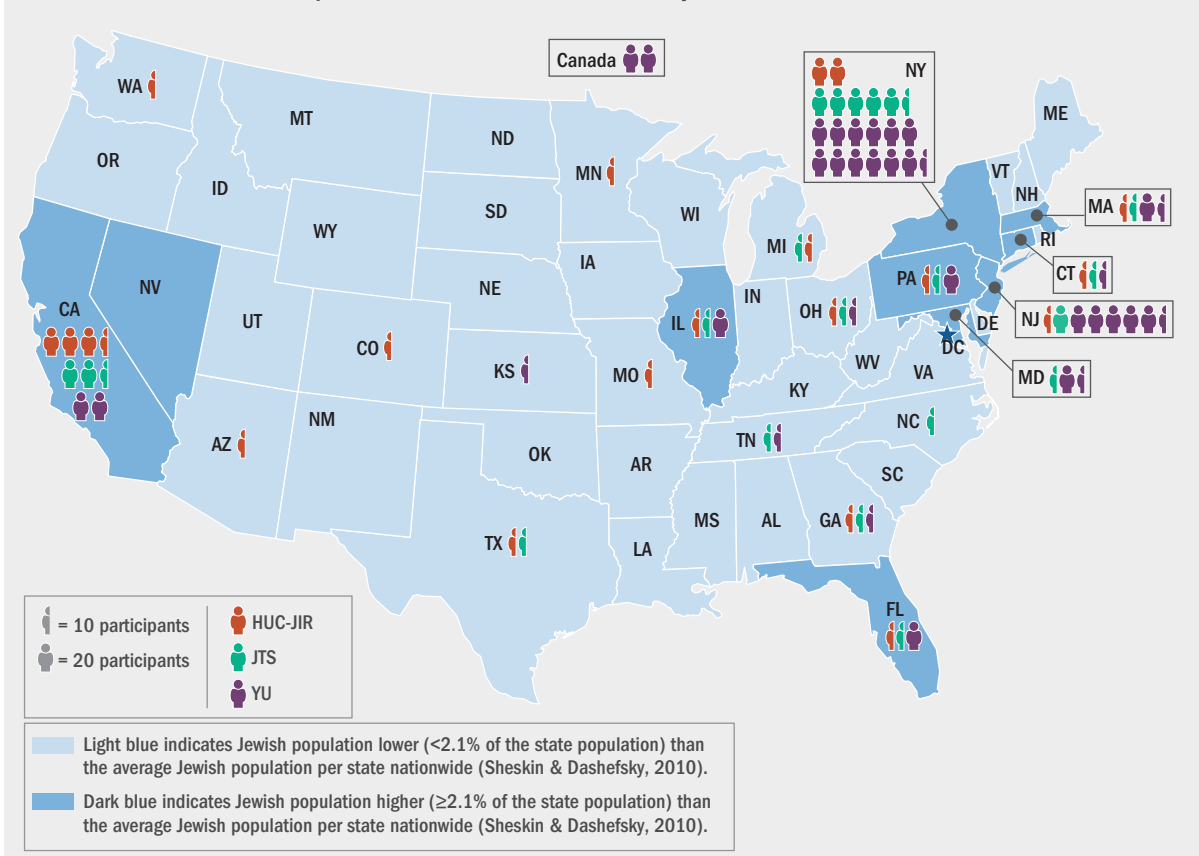 Canada
NY
WA
MT
ND
MN
ME
OR
ID
SD
WI
VT
NH
MA
WY
MI
RI
CT
IA
NE
PA
NV
UT
IN
OH
NJ
CA
IL
DE
CO
DC
KS
MO
WV
VA
MD
KY
NM
NC
AZ
TN
OK
AR
SC
MS
AL
GA
TX
LA
FL
= 10 participants
= 20 participants
HUC-JIR
JTS
YU
Light blue indicates Jewish population lower (<2.1% of the state population) than
the average Jewish population per state nationwide (Sheskin & Dashefsky, 2010).
Dark blue indicates Jewish population higher (≥2.1% of the state population) than
the average Jewish population per state nationwide (Sheskin & Dashefsky, 2010).